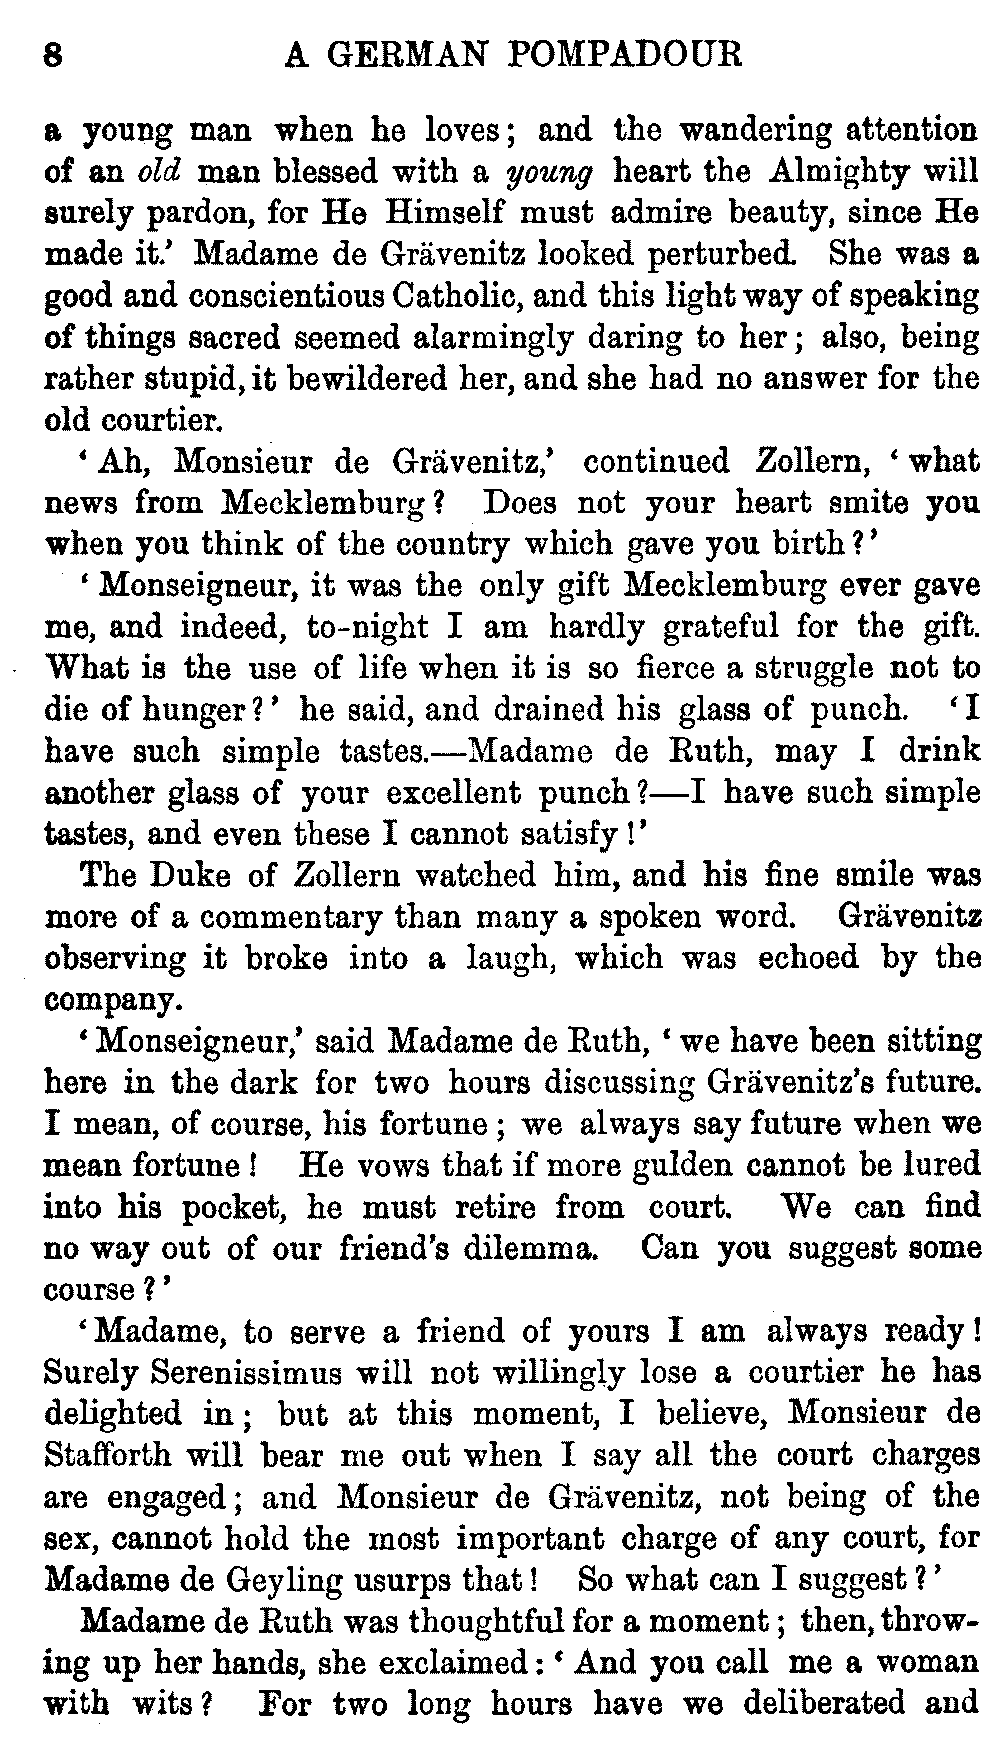 8 A GERMAN POMPADOUR
a young man when he loves; and the wandering attention
of an old man blessed with a young heart the Almighty will
surely pardon, for He Himself must admire beauty, since He
made it.' Madame de Grävenitz looked perturbed. She was a
good and conscientious Catholic, and this light way of speaking
of things sacred seemed alarmingly daring to her; also, being
rather stupid, it bewildered her, and she had no answer for the
old courtier.
'Ah, Monsieur de Grävenitz,' continued Zollern, 'what
news from Mecklemburg? Does not your heart smite you
when you think of the country which gave you birth?'
'Monseigneur, it was the only gift Mecklemburg ever gave
me, and indeed, to-night I am hardly grateful for the gift.
What is the use of life when it is so fierce a struggle not to
die of hunger?' he said, and drained his glass of punch. 'I
have such simple tastes.—Madame de Ruth, may I drink
another glass of your excellent punch?—I have such simple
tastes, and even these I cannot satisfy!'
The Duke of Zollern watched him, and his fine smile was
more of a commentary than many a spoken word. Grävenitz
observing it broke into a laugh, which was echoed by the
company.
'Monseigneur,' said Madame de Ruth, 'we have been sitting
here in the dark for two hours discussing Grävenitz's future.
I mean, of course, his fortune; we always say future when we
mean fortune! He vows that if more gulden cannot be lured
into his pocket, he must retire from court. We can find
no way out of our friend's dilemma. Can you suggest some
course?'
'Madame, to serve a friend of yours I am always ready!
Surely Serenissimus will not willingly lose a courtier he has
delighted in; but at this moment, I believe, Monsieur de
Stafforth will bear me out when I say all the court charges
are engaged; and Monsieur de Grävenitz, not being of the
sex, cannot hold the most important charge of any court, for
Madame de Geyling usurps that! So what can I suggest?'
Madame de Ruth was thoughtful for a moment; then, throw-
ing up her hands, she exclaimed: 'And you call me a woman
with wits? For two long hours have we deliberated and